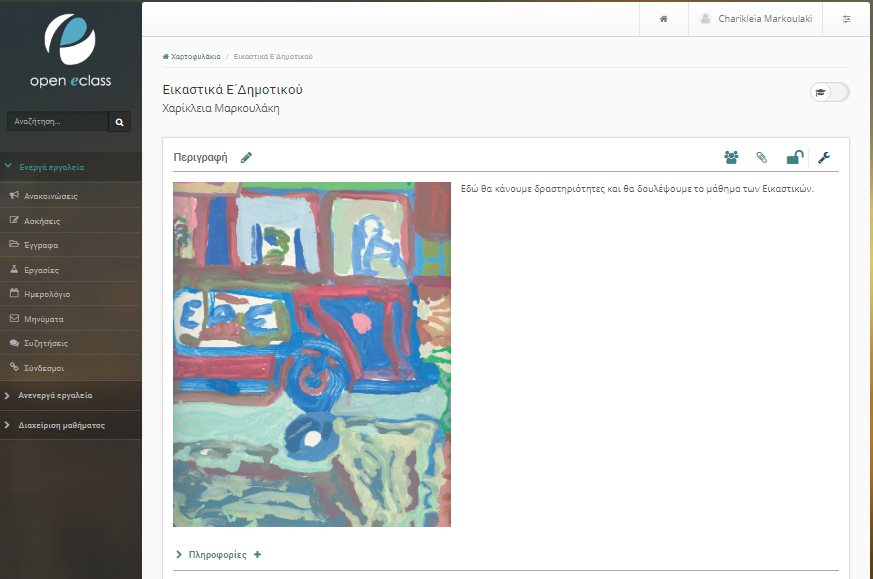 open eclass
Charikleia Markoulaki
Αναζήτηση...
Χαρτοφυλάκιο / Εικαστικά Ε΄Δημοτικού
Εικαστικά Ε΄Δημοτικού
Χαρίκλεια Μαρκουλάκη
Ενεργά εργαλεία
Ανακοινώσεις
Ασκήσεις
Έγγραφα
Εργασίες
Ημερολόγιο
Μηνύματα
Συζητήσεις
Σύνδεσμοι
Ανενεργά εργαλεία
Διαχείριση μαθήματος
Περιγραφή
Εδώ θα κάνουμε δραστηριότητες και θα δουλέψουμε το μάθημα των Εικαστικών.
Πληροφορίες